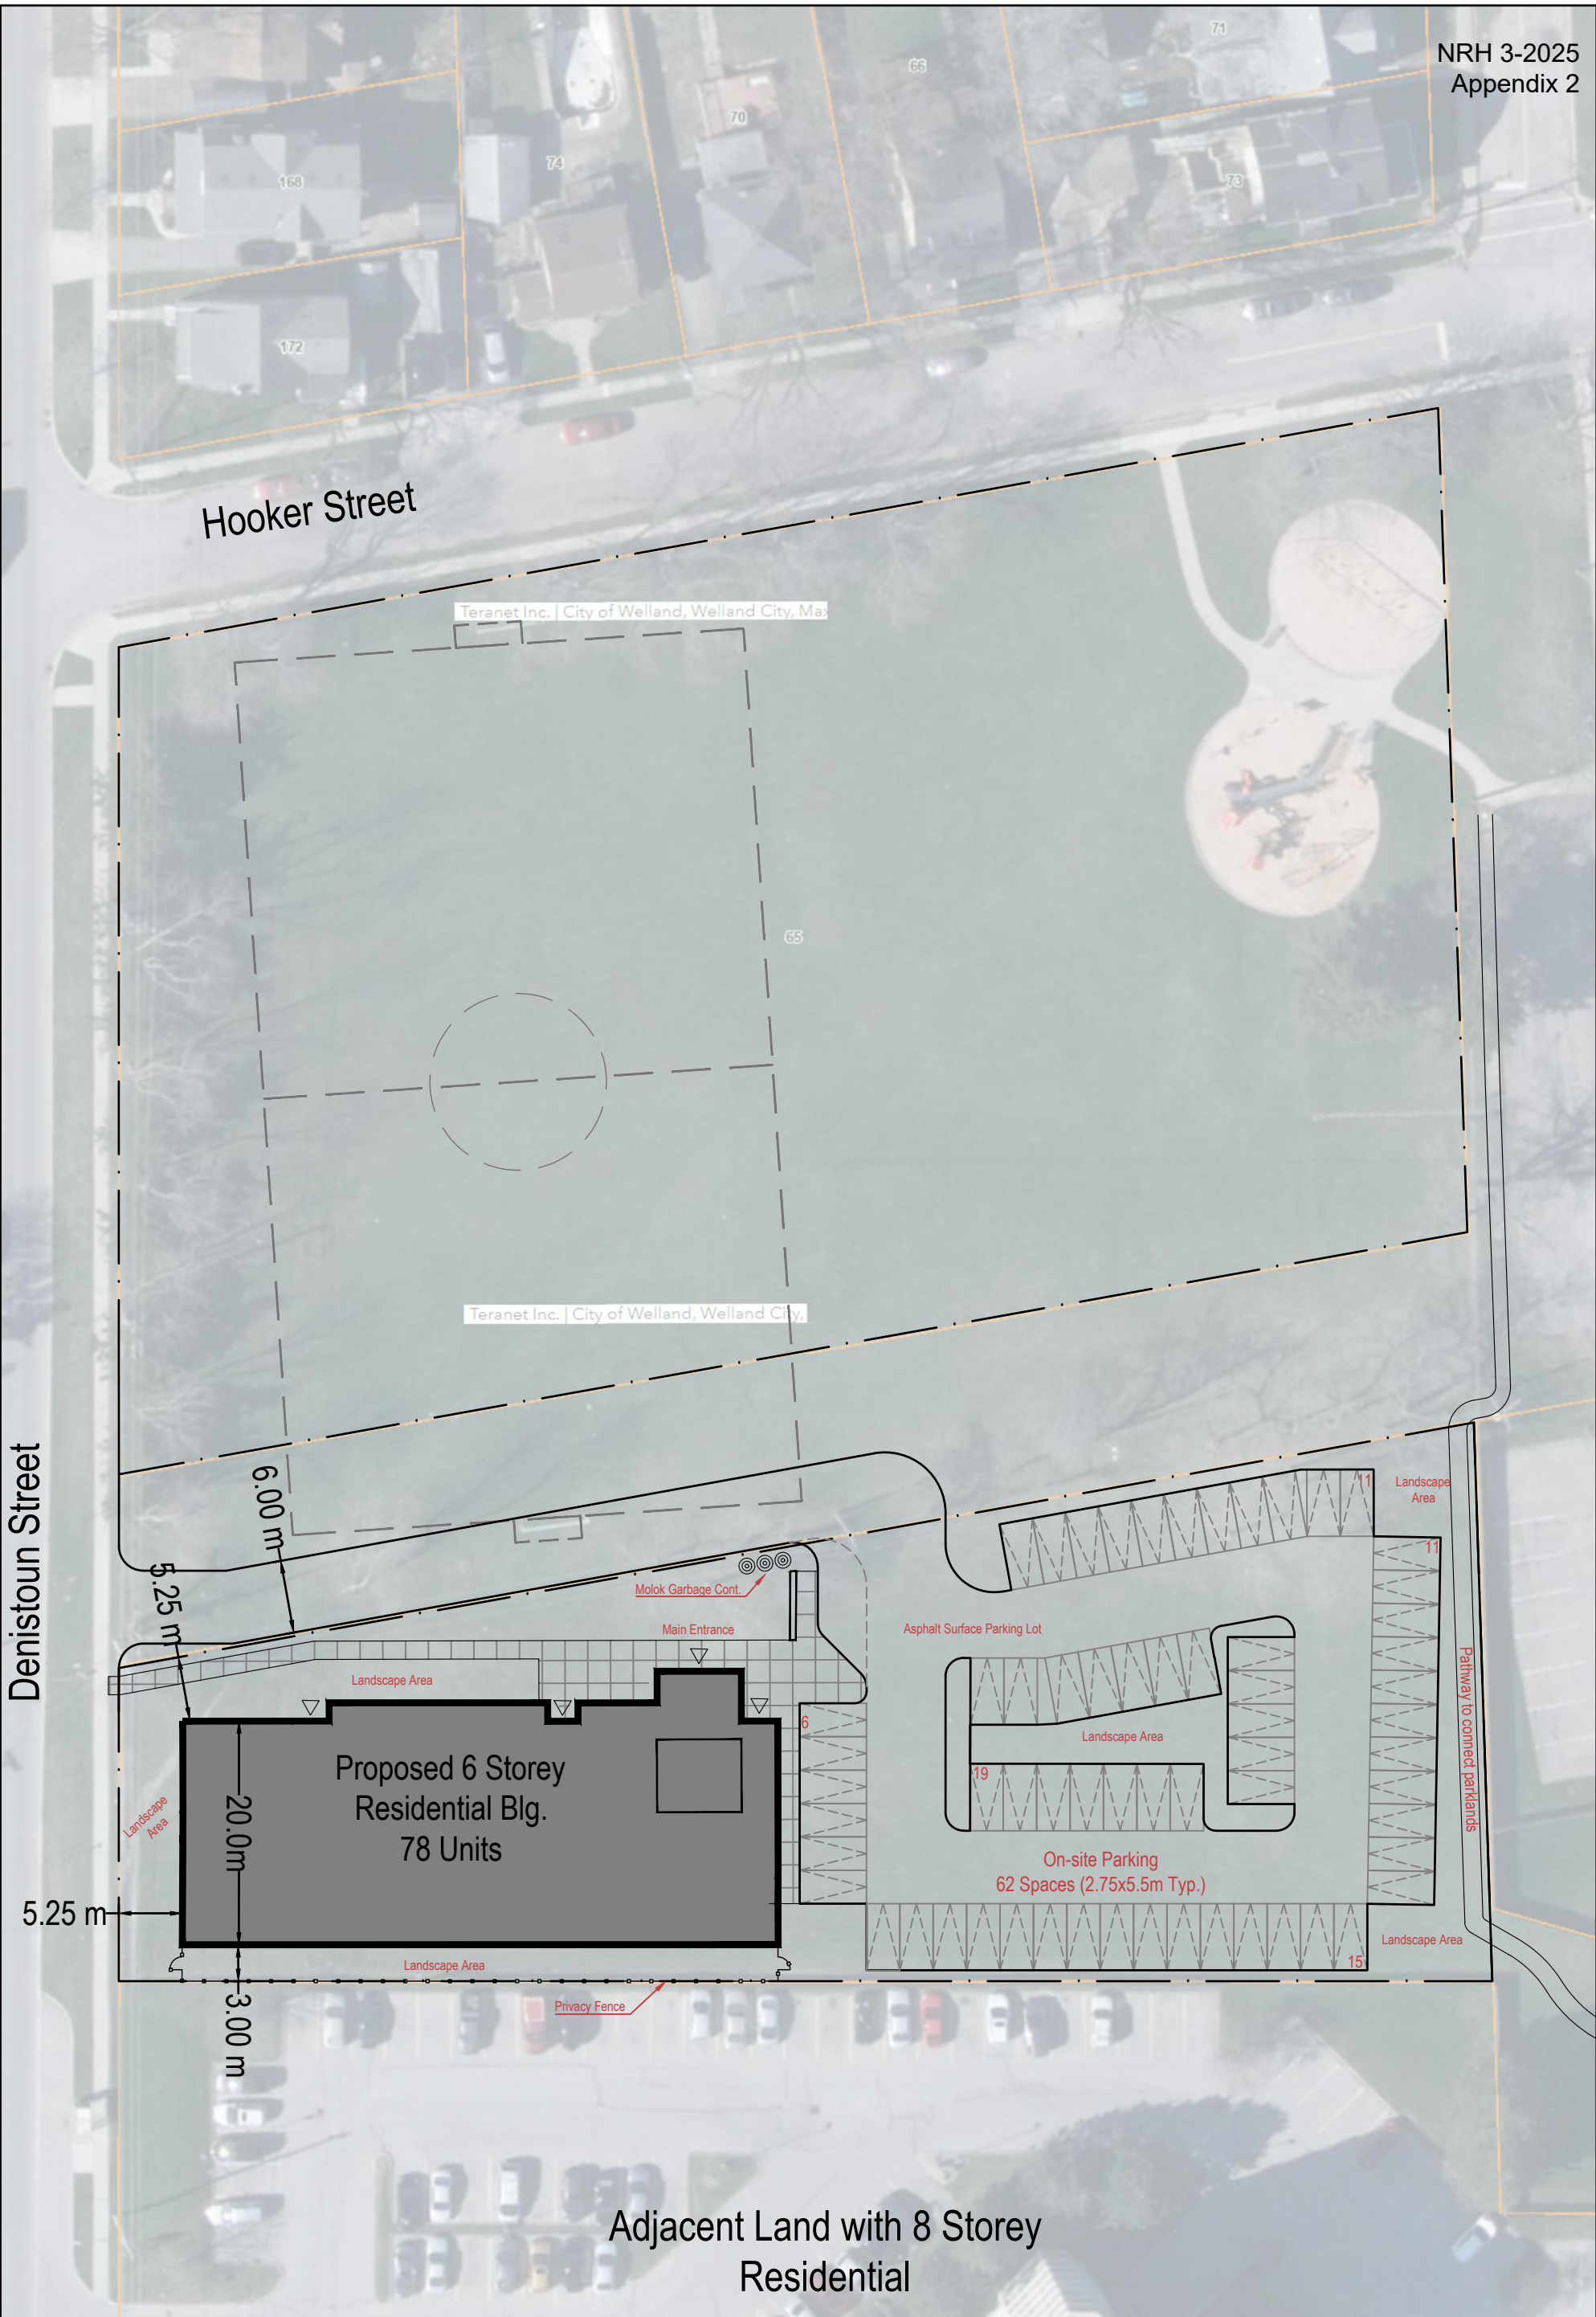 NRH 3-2025
Appendix 2
71
66
70
74
168
73
172
Hooker Street
Teranet Inc. | City of Welland, Welland City, Max
65
Teranet Inc. | City of Welland, Welland City,
Denistoun Street
6.00 m
5.25 m
11
Landscape
Area
11
Molok Garbage Cont.
Main Entrance
Asphalt Surface Parking Lot
Landscape Area
6
Landscape Area
Pathway to connect parklands
19
Proposed 6 Storey
Residential Blg.
78 Units
20.0m
Landscape
Area
On-site Parking
62 Spaces (2.75x5.5m Typ.)
5.25 m
Landscape Area
15
Landscape Area
Privacy Fence
3.00 m
Adjacent Land with 8 Storey
Residential